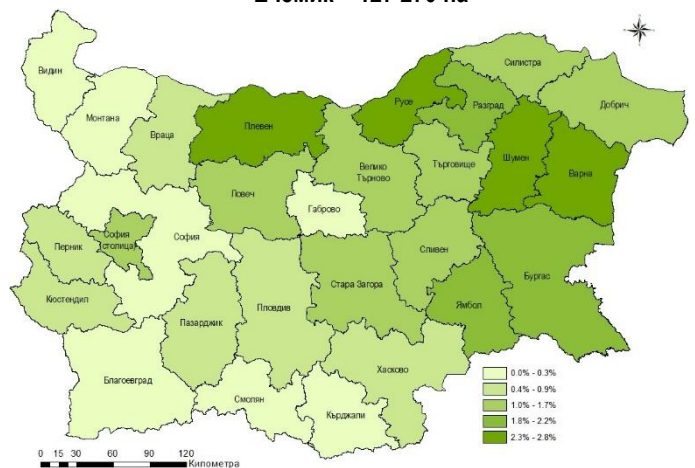 Видин
Монтана
Враца
Плевен
Русе
Силистра
Разград
Добрич
Шумен
Варна
Търговище
Велико
Търново
Ловеч
Габрово
София
София
столица
Перник
Кюстендил
Сливен
Бургас
Ямбол
Стара Загора
Пловдив
Пазарджик
Хасково
Благоевград
Смолян
Кърджали
0.0% - 0.3%
0.4% - 0.9%
1.0% - 1.7%
1.8% - 2.2%
2.3% - 2.8%
0 15 30 60 90 120
Километра